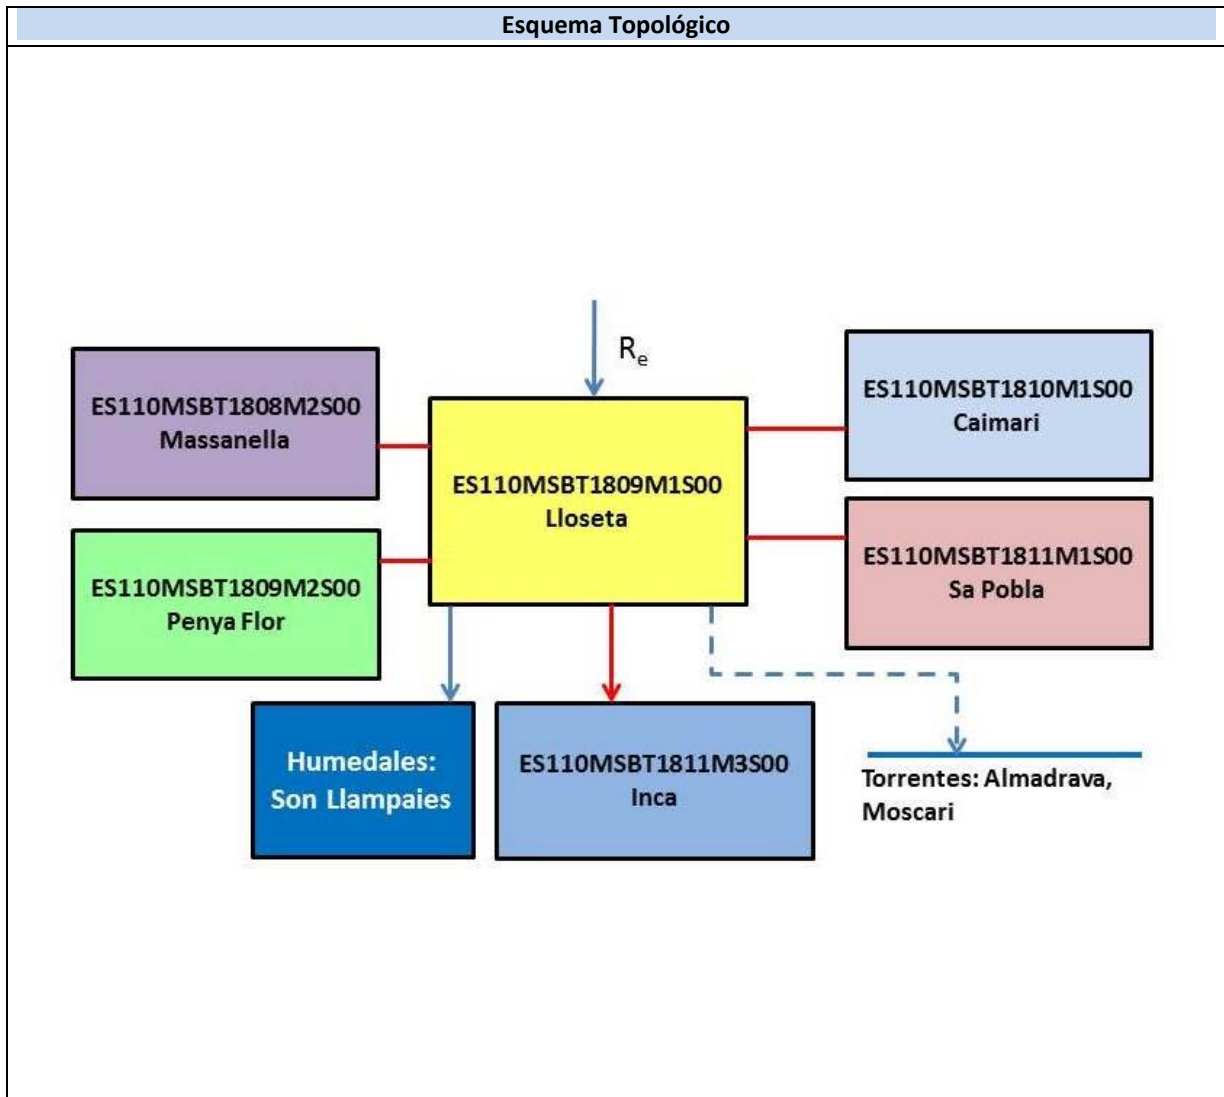 Esquema Topológico
R_e
ES110MSBT1808M2S00
Massanella
ES110MSBT1810M1S00
Caimari
ES110MSBT1809M1S00
Lloseta
ES110MSBT1809M2S00
Penya Flor
ES110MSBT1811M1S00
Sa Pobla
Humedales:
Son Llampaies
ES110MSBT1811M3S00
Inca
Torrentes: Almadrava,
Moscari